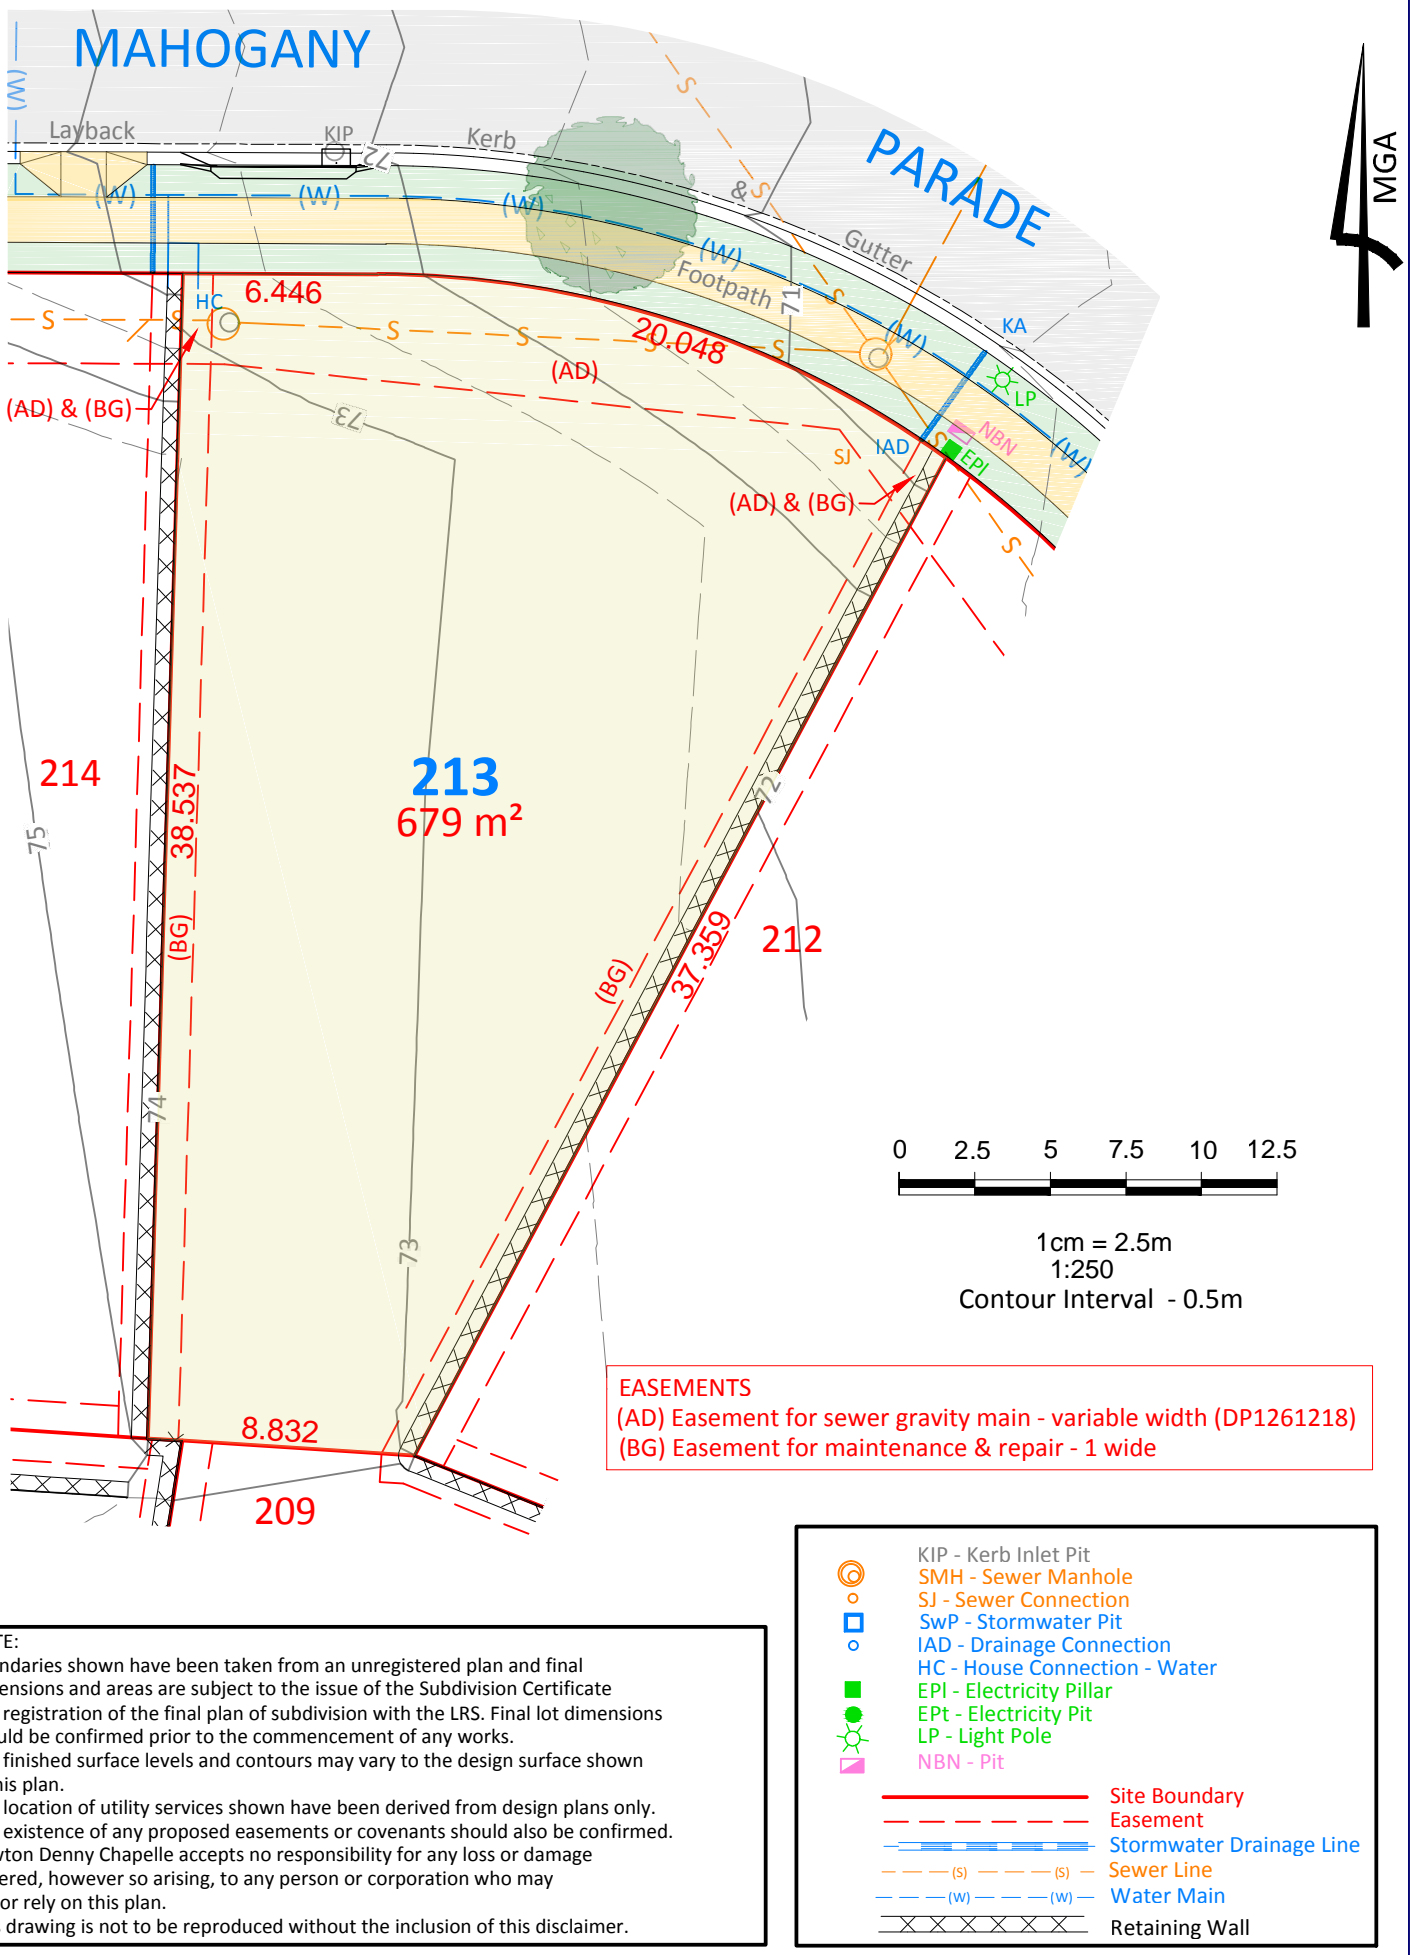 MAHOGANY
PARADE
MGA
(W)
Layback
KIP
72
Kerb
&
Gutter
S
S
(W)
(W)
(W)
(W)
(W)
(W)
Footpath
71
S
KA
LP
HC
6.446
20.048
S
S
S
S
S
S
(AD)
(AD) & (BG)
73
SJ
IAD
S
NBN
EPl
(AD) & (BG)
S
214
38.537
213
679 m²
72
75
(BG)
(BG)
37.359
212
74
73
0 2.5 5 7.5 10 12.5
1cm = 2.5m
1:250
Contour Interval - 0.5m
8.832
209
EASEMENTS
(AD) Easement for sewer gravity main - variable width (DP1261218)
(BG) Easement for maintenance & repair - 1 wide
KIP - Kerb Inlet Pit
SMH - Sewer Manhole
SJ - Sewer Connection
SwP - Stormwater Pit
IAD - Drainage Connection
HC - House Connection - Water
EPl - Electricity Pillar
EPt - Electricity Pit
LP - Light Pole
NBN - Pit
Site Boundary
Easement
Stormwater Drainage Line
(S) (S) Sewer Line
(W) (W) Water Main
Retaining Wall
TE:
ndaries shown have been taken from an unregistered plan and final
ensions and areas are subject to the issue of the Subdivision Certificate
registration of the final plan of subdivision with the LRS. Final lot dimensions
uld be confirmed prior to the commencement of any works.
finished surface levels and contours may vary to the design surface shown
his plan.
location of utility services shown have been derived from design plans only.
existence of any proposed easements or covenants should also be confirmed.
yton Denny Chapelle accepts no responsibility for any loss or damage
ered, however so arising, to any person or corporation who may
or rely on this plan.
s drawing is not to be reproduced without the inclusion of this disclaimer.